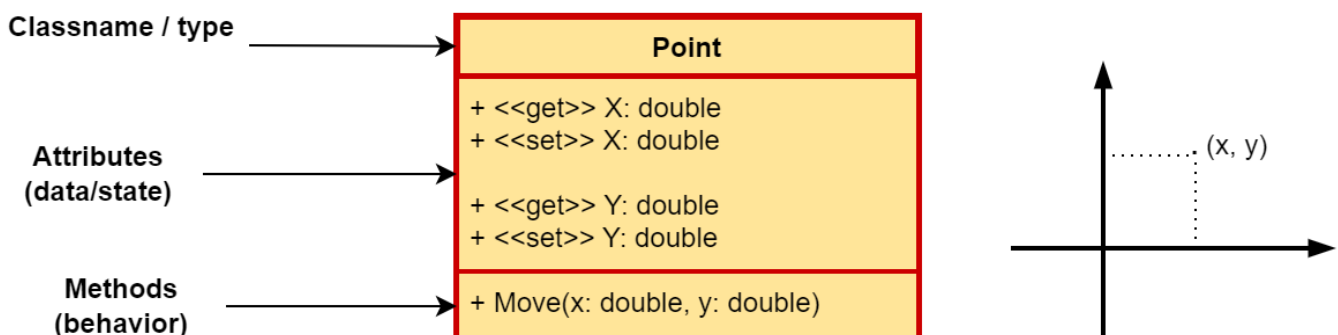 Classname / type
Attributes
(data/state)
Methods
(behavior)
Point
+ <<get>> X: double
+ <<set>> X: double
+ <<get>> Y: double
+ <<set>> Y: double
+ Move(x: double, y: double)
(x, y)